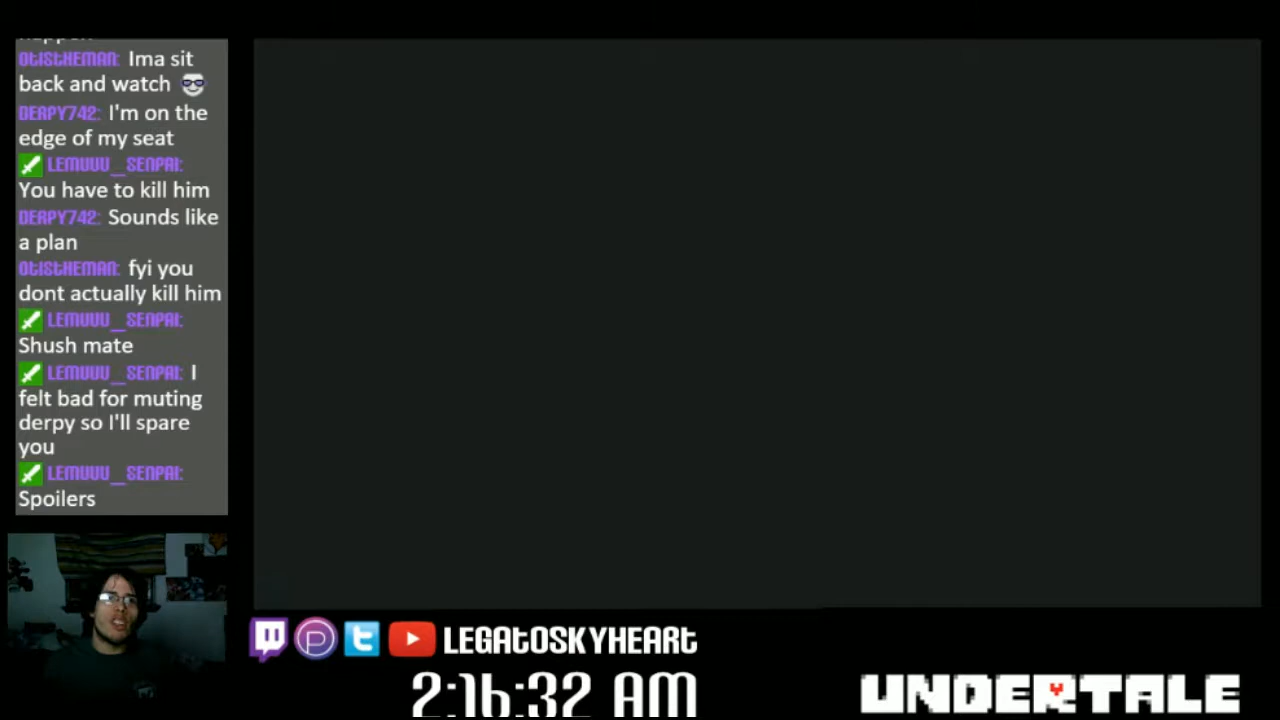 OTISTHEMAN: Ima sit
back and watch
DERPY742: I'm on the
edge of my seat
LEMUUU_SENPAI:
You have to kill him
DERPY742: Sounds like
a plan
OTISTHEMAN: fyi you
dont actually kill him
LEMUUU_SENPAI:
Shush mate
LEMUUU_SENPAI: I
felt bad for muting
derpy so I'll spare
you
LEMUUU_SENPAI:
Spoilers
LEGATOSKYHEART
2:16:32 AM
UNDERTALE